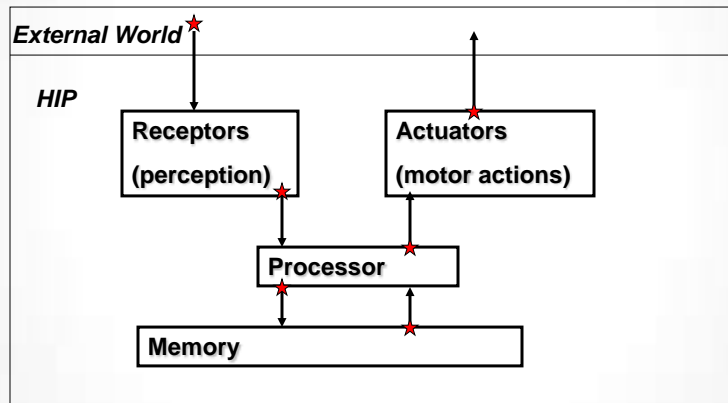 External World
HIP
Receptors
(perception)
Actuators
(motor actions)
Processor
Memory